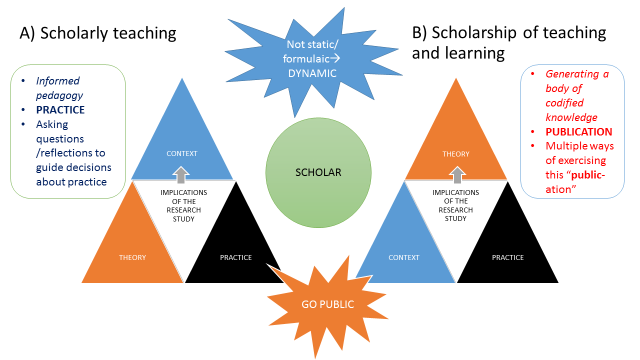 A) Scholarly teaching
• Informed
pedagogy
• PRACTICE
• Asking
questions
/reflections to
guide decisions
about practice
CONTEXT
IMPLICATIONS
OF THE
RESEARCH
STUDY
THEORY
PRACTICE
Not static/
formulaic→
DYNAMIC
SCHOLAR
GO PUBLIC
B) Scholarship of teaching
and learning
• Generating a
body of
codified
knowledge
• PUBLICATION
• Multiple ways
of exercising
this “public-
ation”
THEORY
IMPLICATIONS
OF THE
RESEARCH
STUDY
CONTEXT
PRACTICE